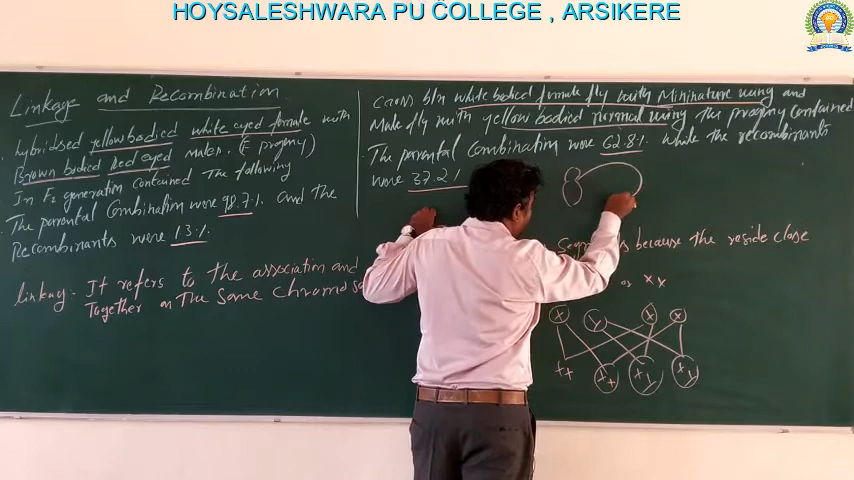 HOYSALESHWARA PU COLLEGE , ARSIKERE
Linkage and Recombination
hybridised yellow bodied white eyed female with
Brown bodied Red eyed males. (F progeny)
In F2 generation contained The following
The parental Combination were 98.7% and the
Recombinants were 1.3%.
linkage :- It refers to the association and
Together on The Same Chromoso
Cross b/n white bodied female fly with Mininature wing and
Male fly with yellow bodied normal wing the progeny contained
The parental Combination were 62.8% while the recombinants
were 37.2%
because the reside close
or XX
X Y X X